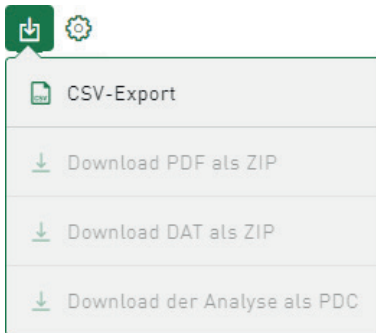 CSV-Export
Download PDF als ZIP
Download DAT als ZIP
Download der Analyse als PDC